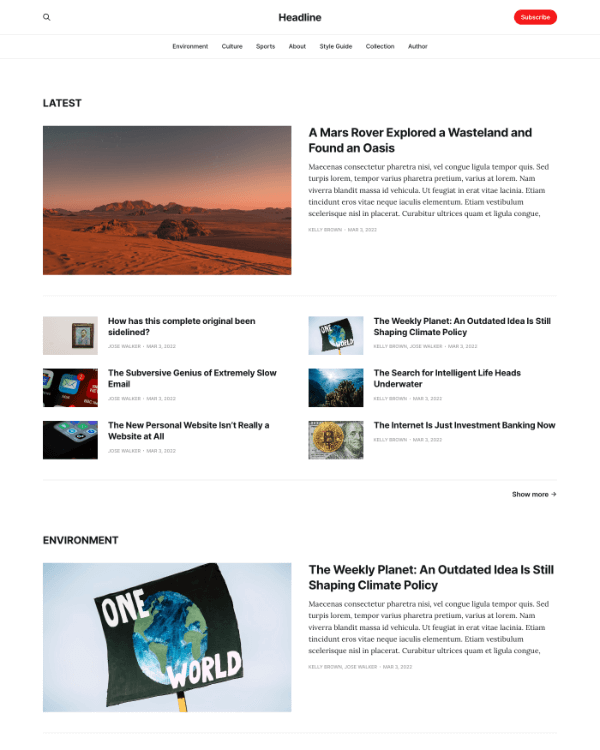 Headline
Subscribe
Environment Culture Sports About Style Guide Collection Author
LATEST
A Mars Rover Explored a Wasteland and
Found an Oasis
Maecenas consectetur pharetra nisi, vel congue ligula tempor quis. Sed
turpis lorem, tempor varius pharetra pretium, varius at lorem. Nam
viverra blandit massa id vehicula. Ut feugiat in erat vitae lacinia. Etiam
tincidunt eros vitae neque iaculis elementum. Etiam vestibulum
scelerisque nisl in placerat. Curabitur ultrices quam et ligula congue,
KELLY BROWN · MAR 3, 2022
How has this complete original been
sidelined?
JOSE WALKER · MAR 3, 2022
The Weekly Planet: An Outdated Idea Is Still
Shaping Climate Policy
KELLY BROWN, JOSE WALKER · MAR 3, 2022
ONE
WORLD
The Subversive Genius of Extremely Slow
Email
JOSE WALKER · MAR 3, 2022
The Search for Intelligent Life Heads
Underwater
KELLY BROWN · MAR 3, 2022
The New Personal Website Isn't Really a
Website at All
JOSE WALKER · MAR 3, 2022
The Internet Is Just Investment Banking Now
KELLY BROWN · MAR 3, 2022
Show more →
ENVIRONMENT
ONE
WORLD
The Weekly Planet: An Outdated Idea Is Still
Shaping Climate Policy
Maecenas consectetur pharetra nisi, vel congue ligula tempor quis. Sed
turpis lorem, tempor varius pharetra pretium, varius at lorem. Nam
viverra blandit massa id vehicula. Ut feugiat in erat vitae lacinia. Etiam
tincidunt eros vitae neque iaculis elementum. Etiam vestibulum
scelerisque nisl in placerat. Curabitur ultrices quam et ligula congue,
KELLY BROWN, JOSE WALKER · MAR 3, 2022